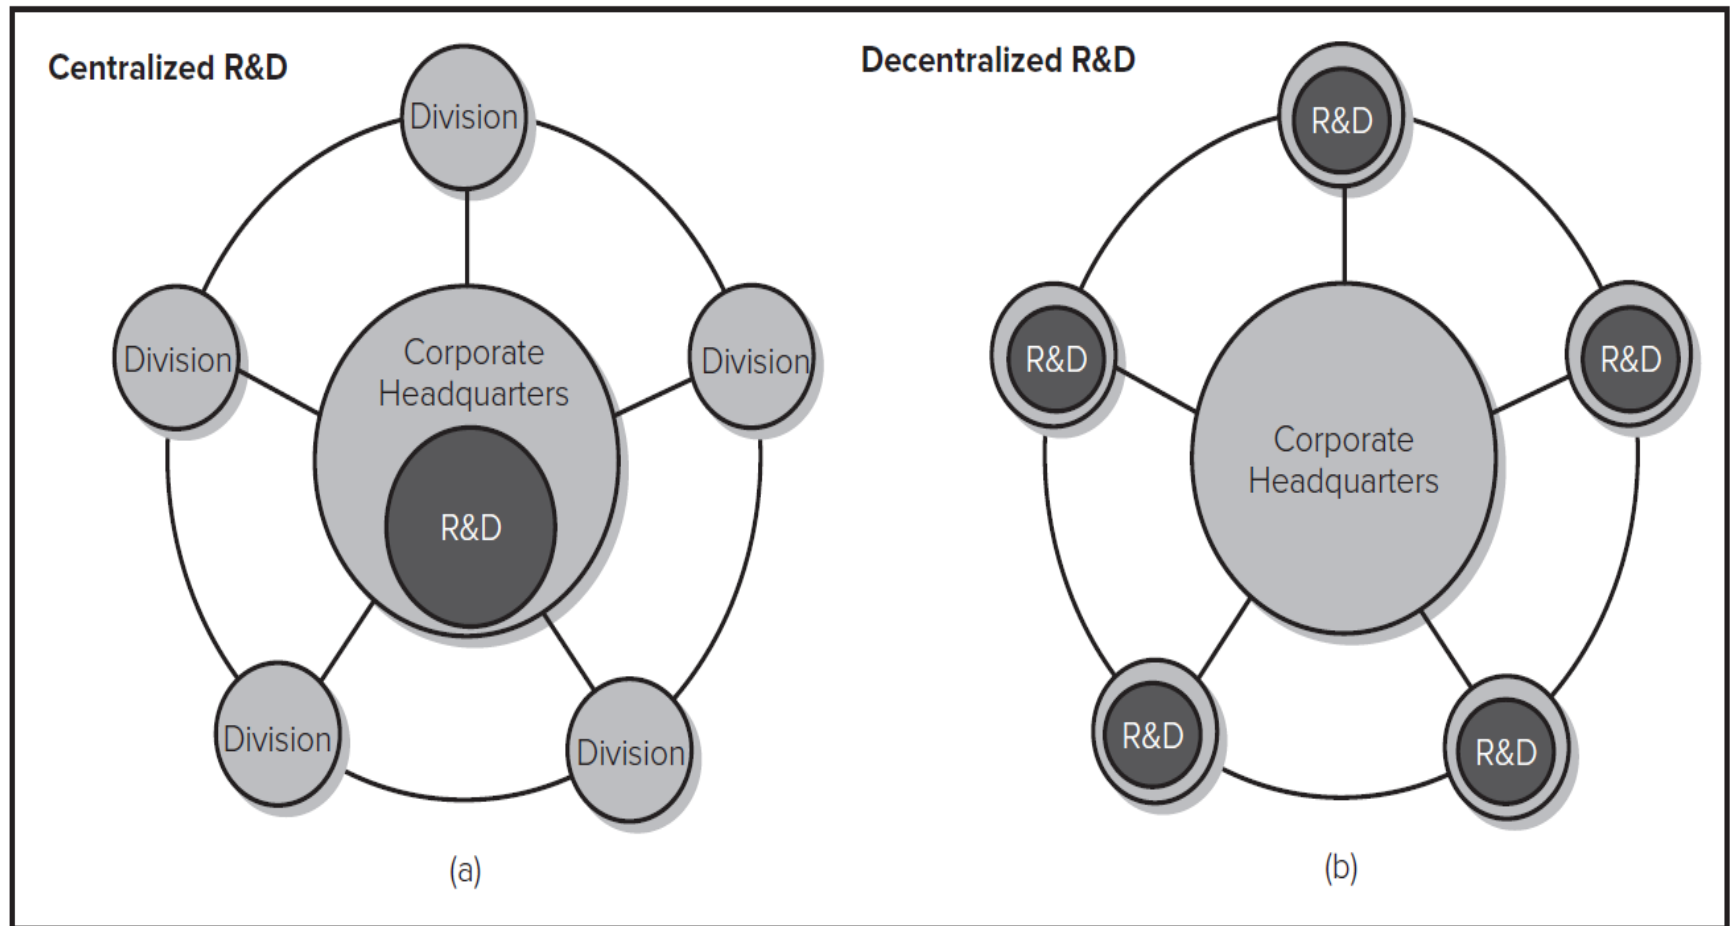 Centralized R&D
Division
Division
Division
Corporate
Headquarters
R&D
Division
Division
(a)
Decentralized R&D
R&D
R&D
R&D
Corporate
Headquarters
R&D
R&D
(b)